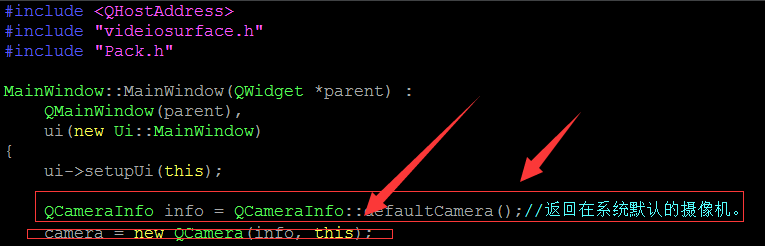 #include <QHostAddress>
#include "videiosurface.h"
#include "Pack.h"
MainWindow::MainWindow(QWidget *parent) :
QMainWindow(parent),
ui(new Ui::MainWindow)
{
ui->setupUi(this);
QCameraInfo info = QCameraInfo::defaultCamera();//返回在系统默认的摄像机。
camera = new QCamera(info, this);